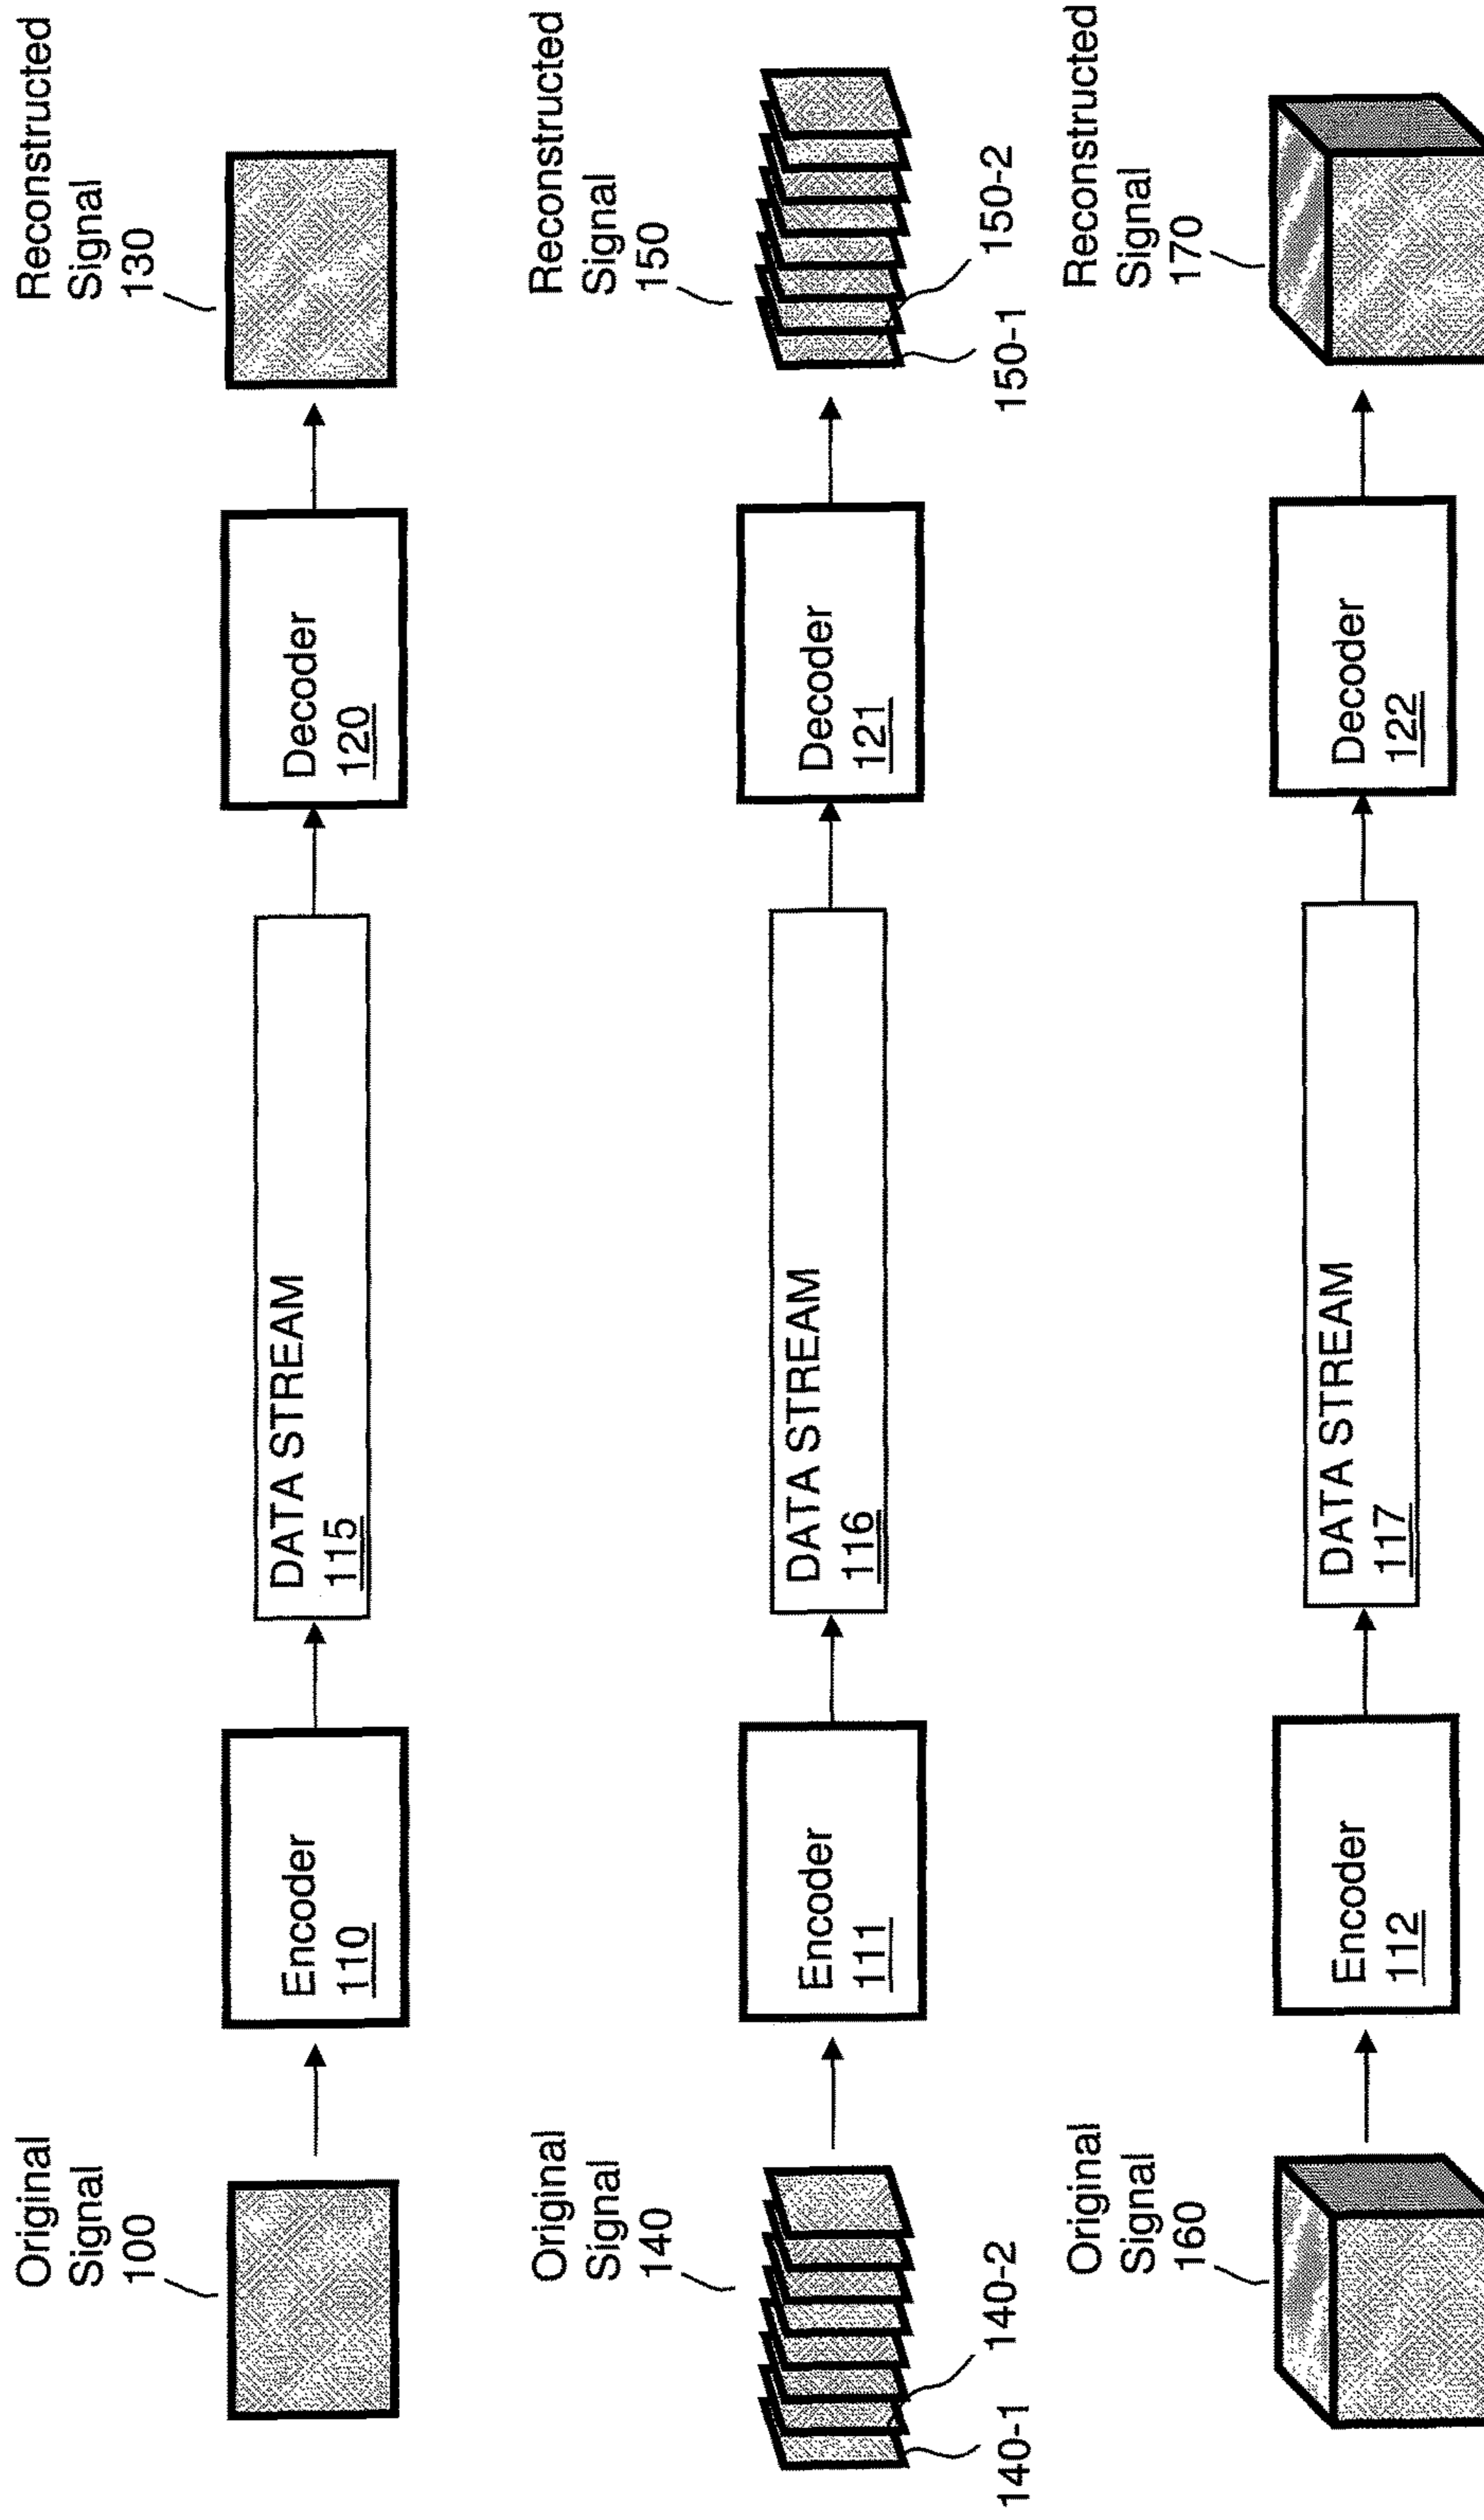 Original
Signal
100
Encoder
110
DATA STREAM
115
Decoder
120
Reconstructed
Signal
130
Original
Signal
140
140-1
140-2
Encoder
111
DATA STREAM
116
Decoder
121
Reconstructed
Signal
150
150-1
150-2
Original
Signal
160
Encoder
112
DATA STREAM
117
Decoder
122
Reconstructed
Signal
170